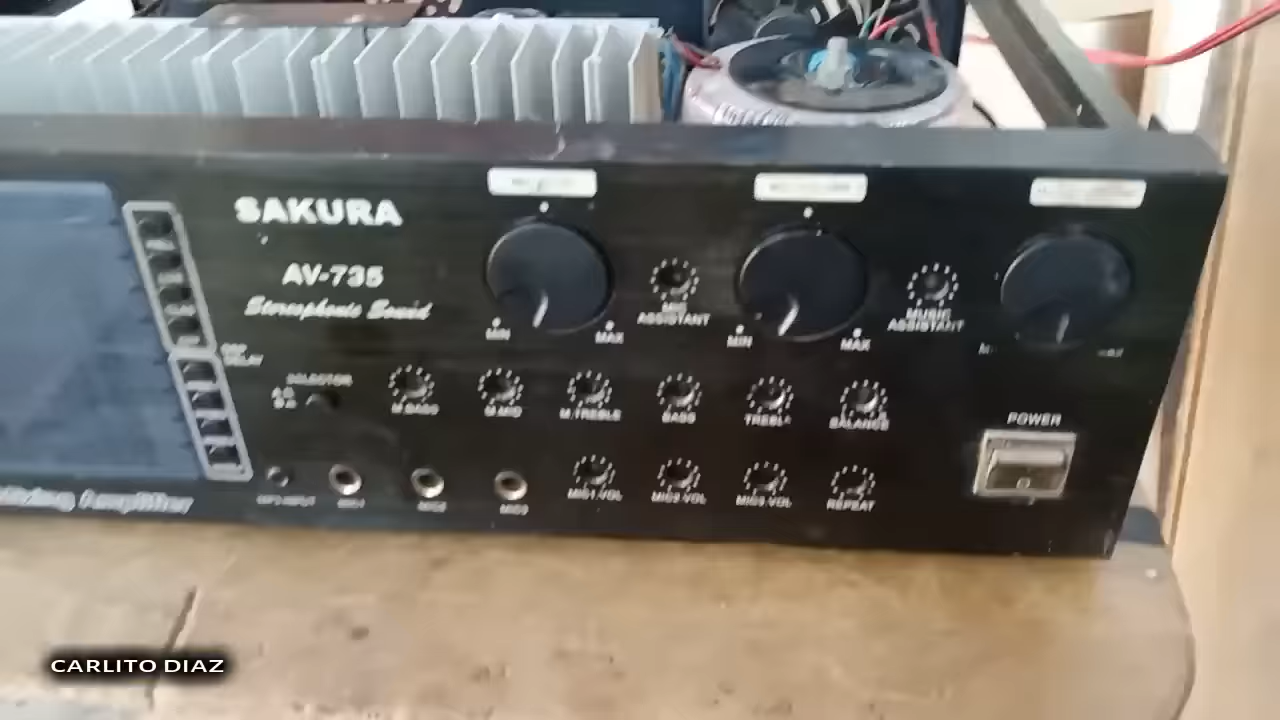 SAKURA
AV-735
Stereophonic Sound
MIN
MAX
MIC
ASSISTANT
MIN
MAX
MUSIC
ASSISTANT
SELECTOR
M.BASS
M.MID
M.TREBLE
BASS
TREBLE
BALANCE
POWER
MIC1
MIC2
MIC3
MIC1.VOL
MIC2.VOL
MIC3.VOL
REPEAT
Amplifier
CARLITO DIAZ